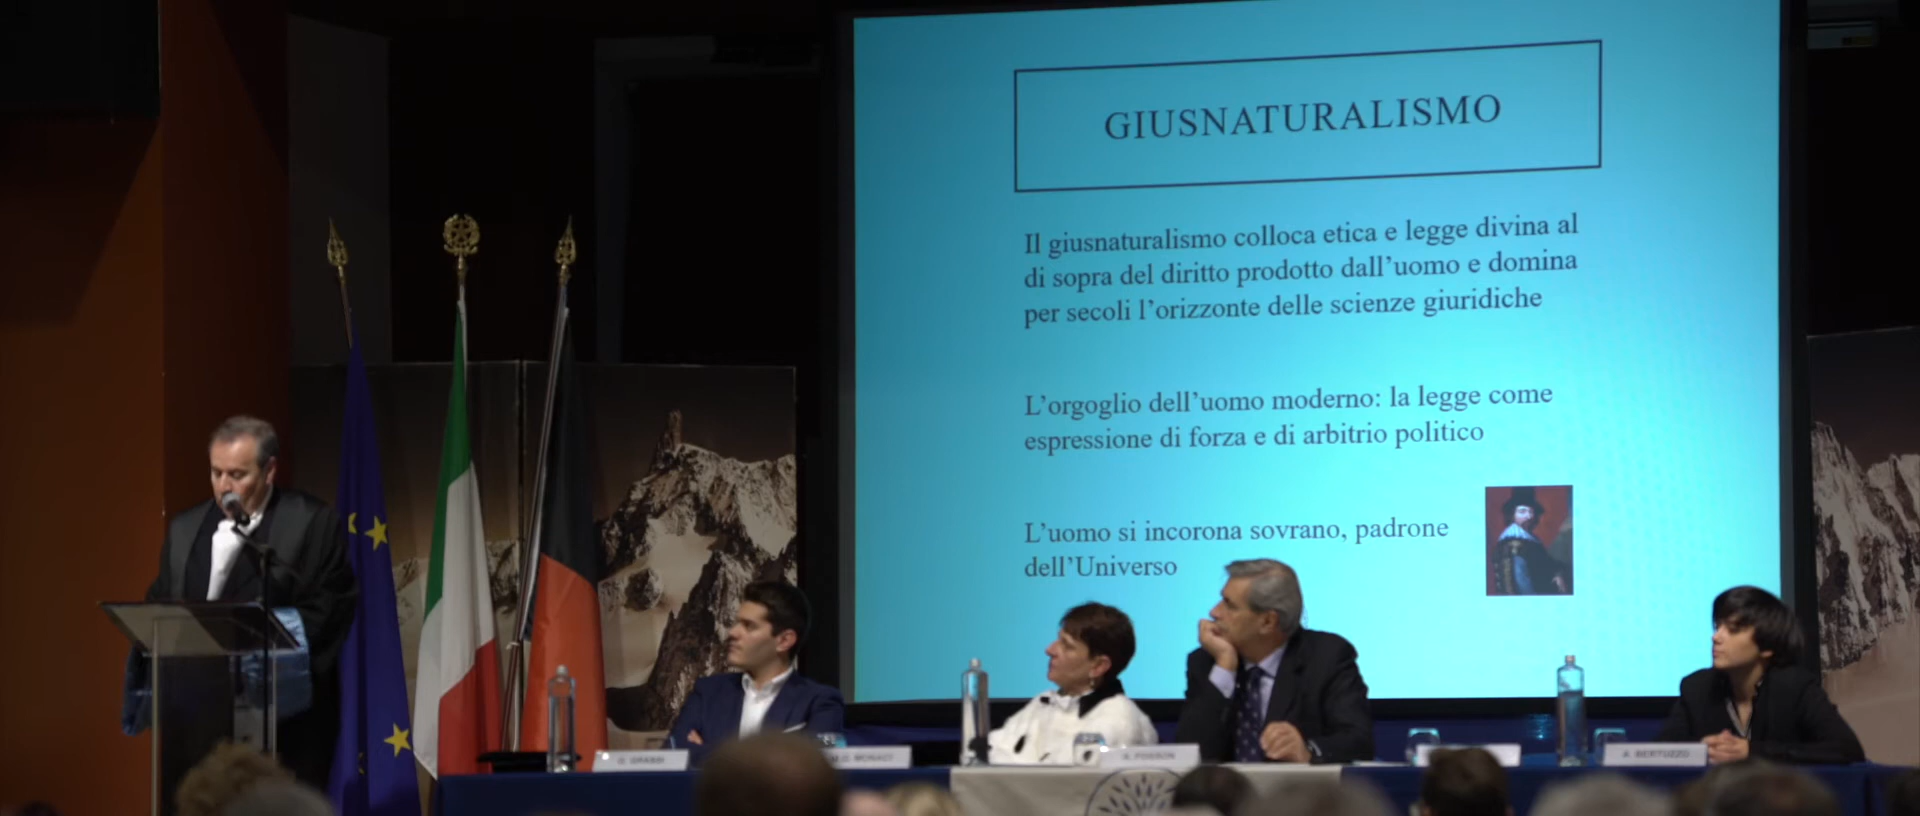 GIUSNATURALISMO
Il giusnaturalismo colloca etica e legge divina al
di sopra del diritto prodotto dall’uomo e domina
per secoli l’orizzonte delle scienze giuridiche
L’orgoglio dell’uomo moderno: la legge come
espressione di forza e di arbitrio politico
L’uomo si incorona sovrano, padrone
dell’Universo
A. BERTUZZO